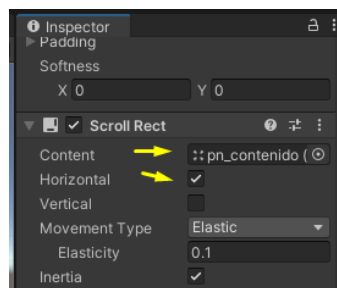 Inspector
Padding
Softness
X 0 Y 0
Scroll Rect
Content pn_contenido (
Horizontal
Vertical
Movement Type Elastic
Elasticity 0.1
Inertia